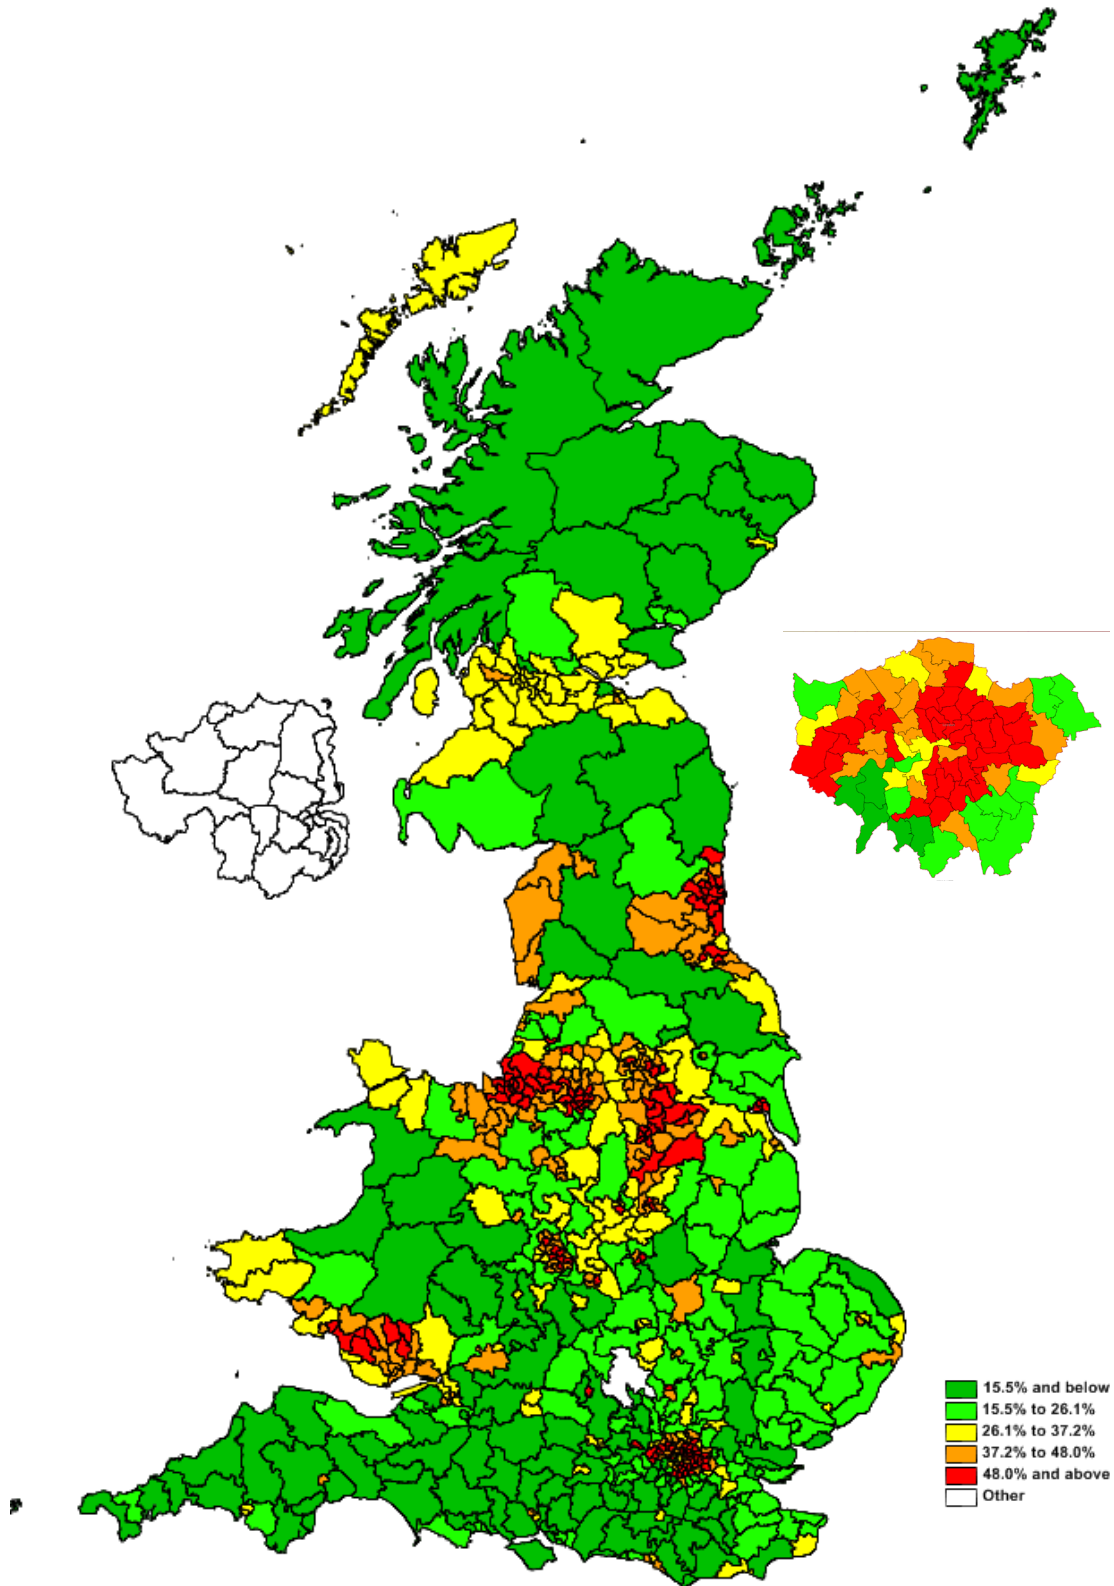 15.5% and below
15.5% to 26.1%
26.1% to 37.2%
37.2% to 48.0%
48.0% and above
Other